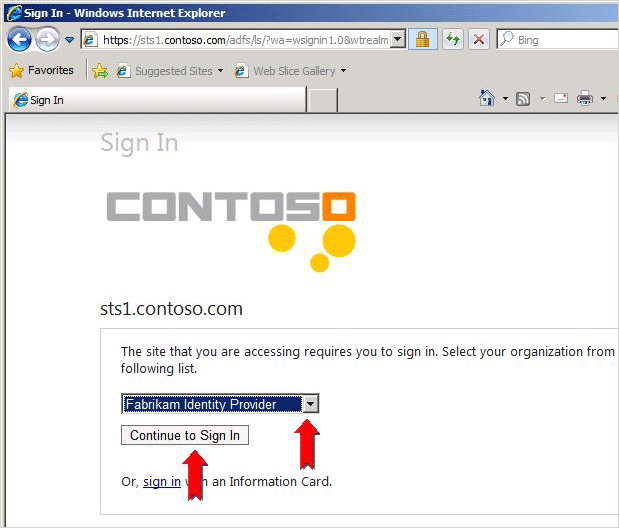 Sign In - Windows Internet Explorer
https://sts1.contoso.com/adfs/ls/?wa=wsignin1.0&wtrealm
Bing
Favorites Suggested Sites Web Slice Gallery
Sign In
Sign In
CONTOSO
sts1.contoso.com
The site that you are accessing requires you to sign in. Select your organization from
following list.
Fabrikam Identity Provider
Continue to Sign In
Or, sign in an Information Card.